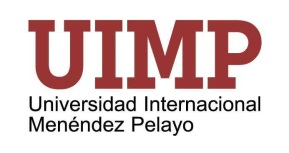 UIMP
Universidad Internacional
Menéndez Pelayo